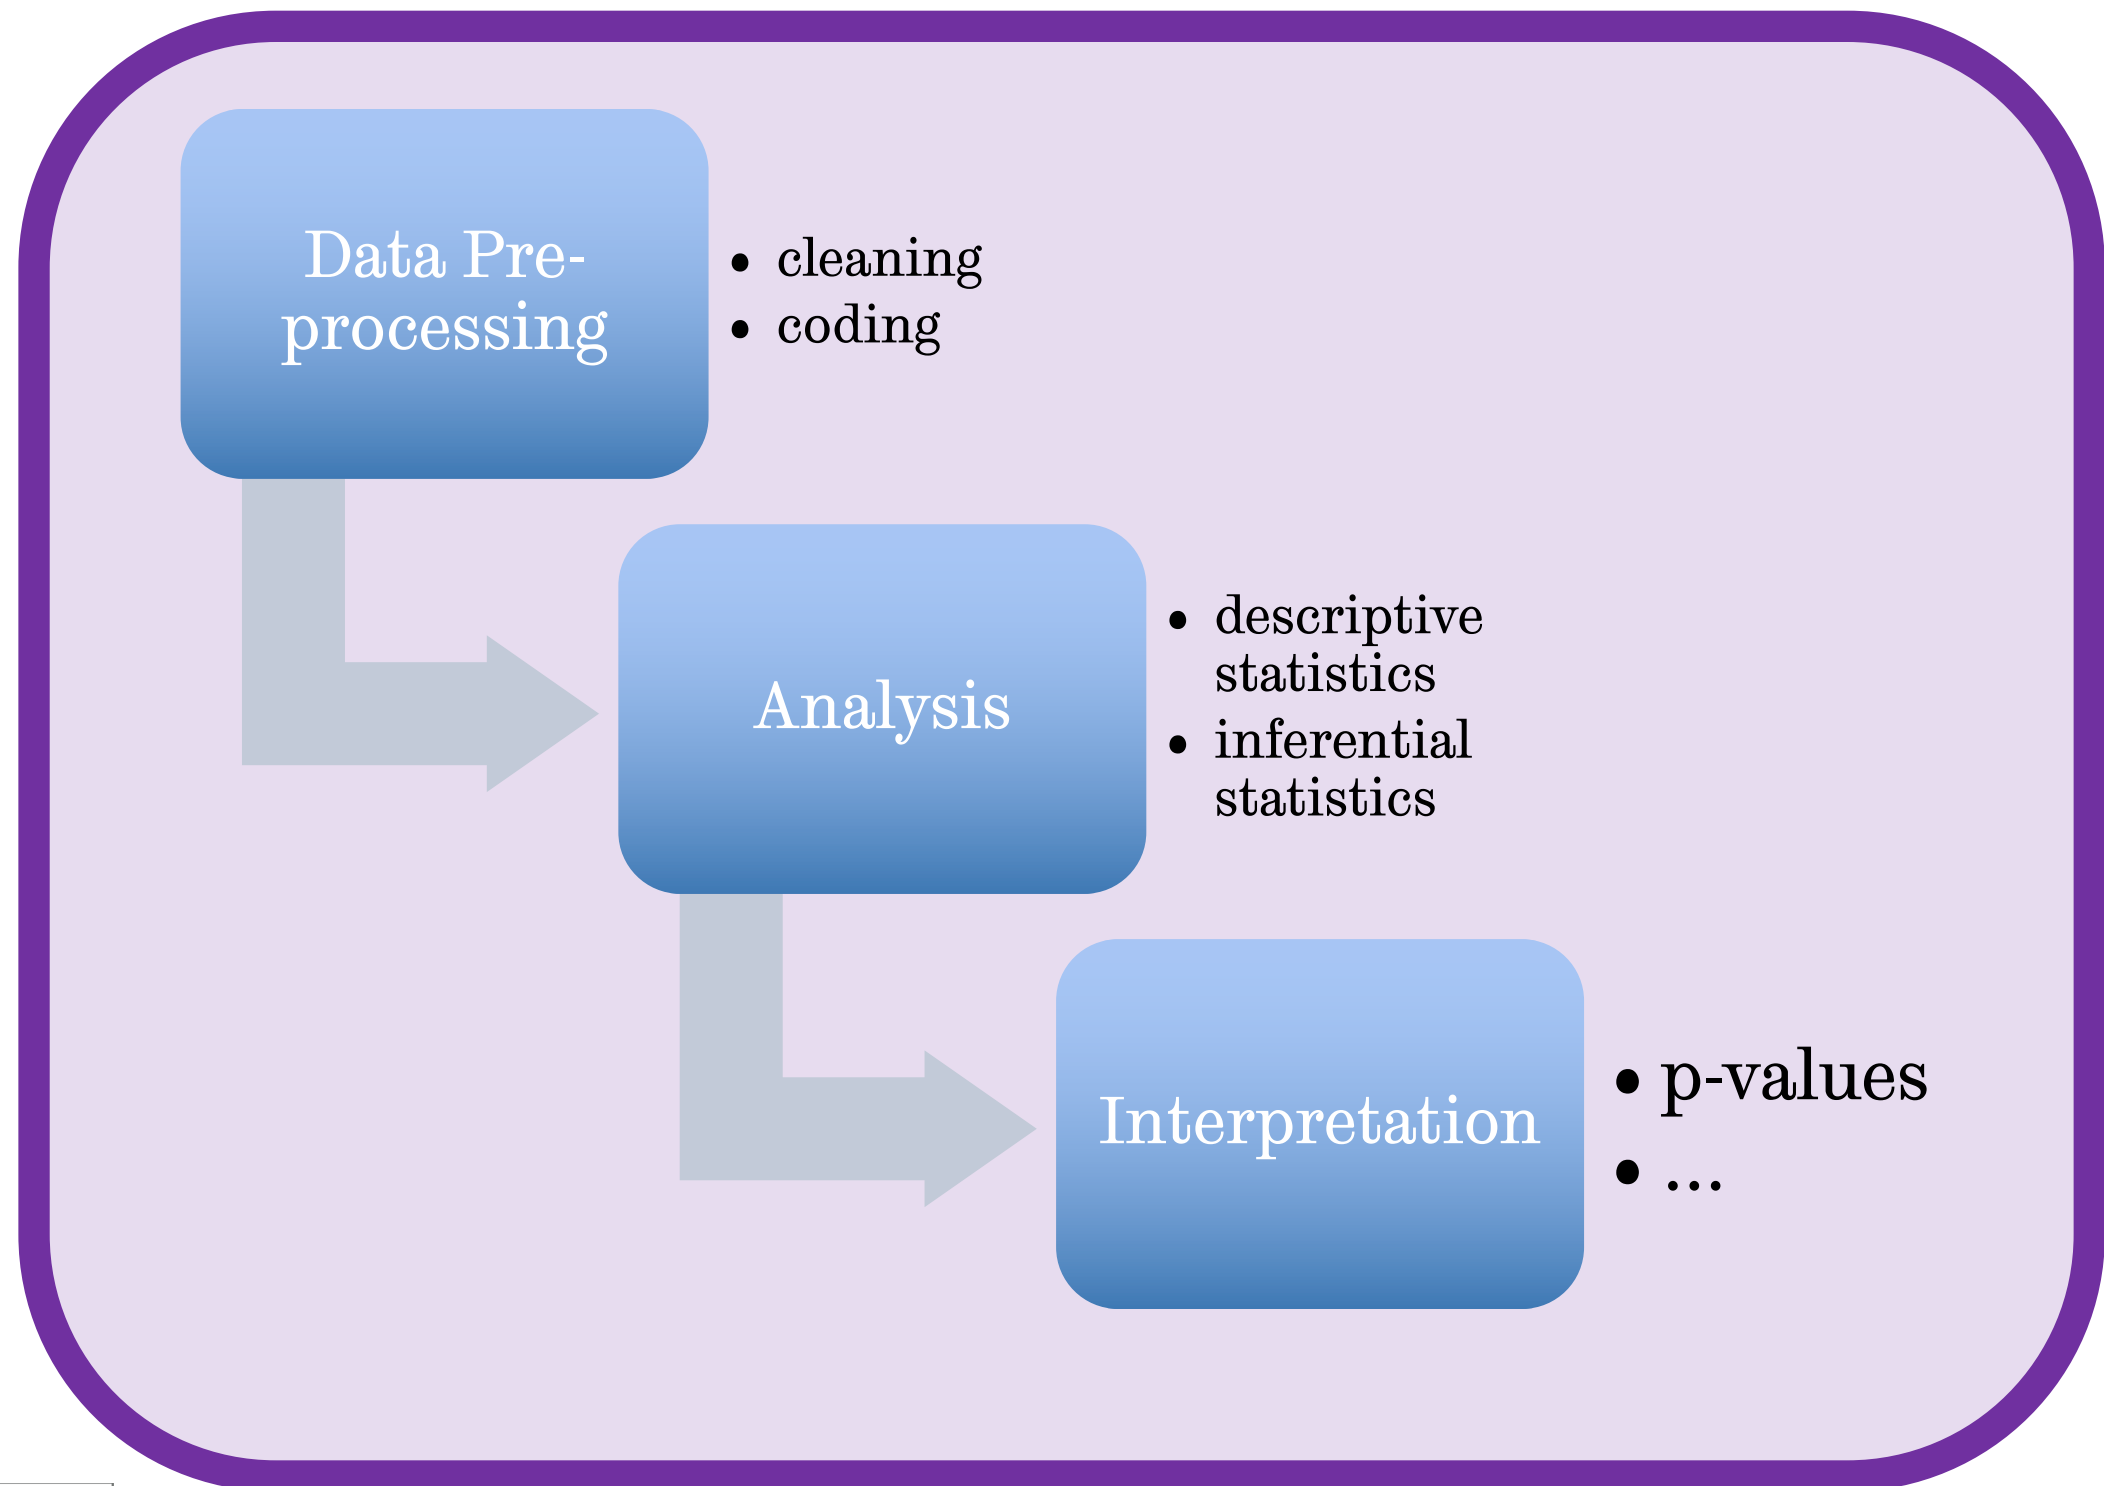 Data Pre-
processing
• cleaning
• coding
Analysis
• descriptive
statistics
• inferential
statistics
Interpretation
• p-values
• ...